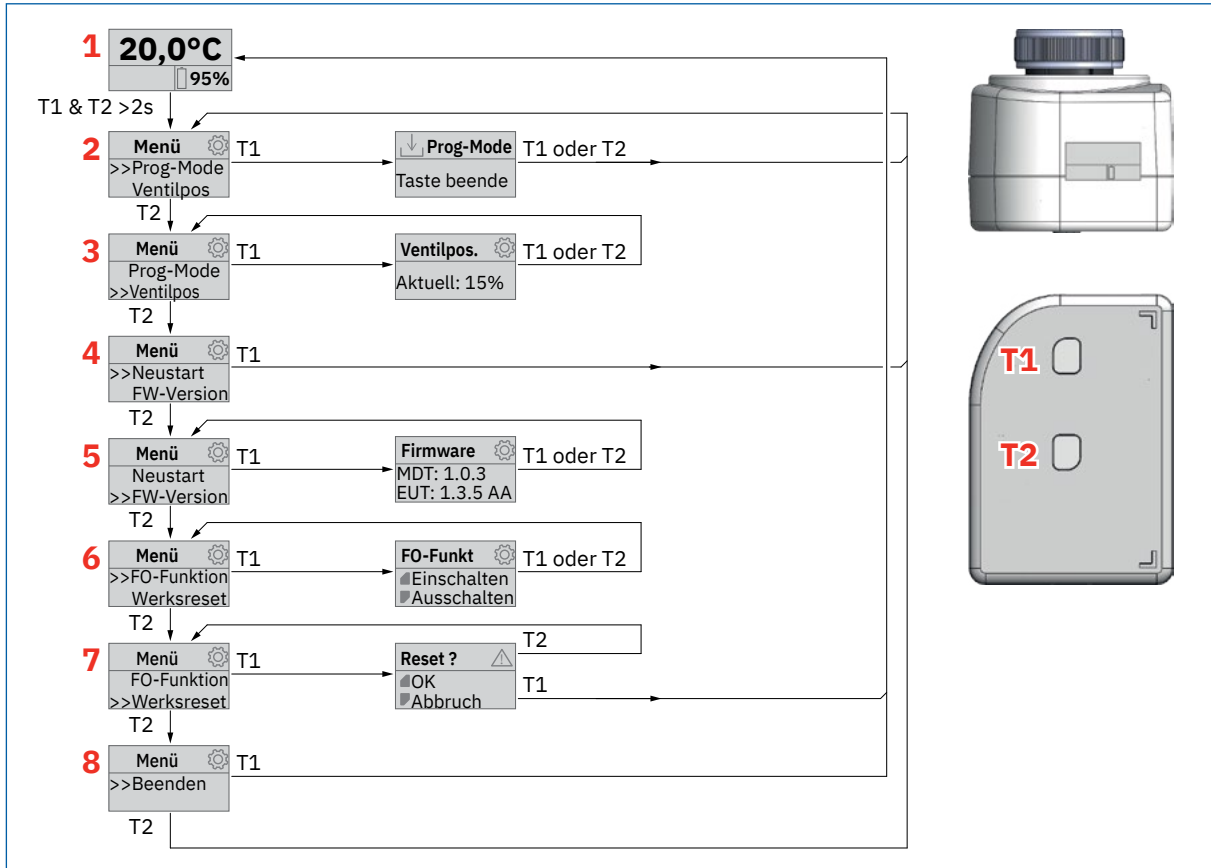 1
20,0°C
95%
T1 & T2 >2s
2
Menü
>>Prog-Mode
Ventilpos
T1
Prog-Mode
Taste beende
T1 oder T2
T2
3
Menü
Prog-Mode
>>Ventilpos
T1
Ventilpos.
Aktuell: 15%
T1 oder T2
T2
4
Menü
>>Neustart
FW-Version
T1
T2
5
Menü
Neustart
>>FW-Version
T1
Firmware
MDT: 1.0.3
EUT: 1.3.5 AA
T1 oder T2
T2
6
Menü
>>FO-Funktion
Werksreset
T1
FO-Funkt
Einschalten
Ausschalten
T1 oder T2
T2
7
Menü
FO-Funktion
>>Werksreset
T1
Reset ?
OK
Abbruch
T2
T1
T2
8
Menü
>>Beenden
T1
T2
T1
T2